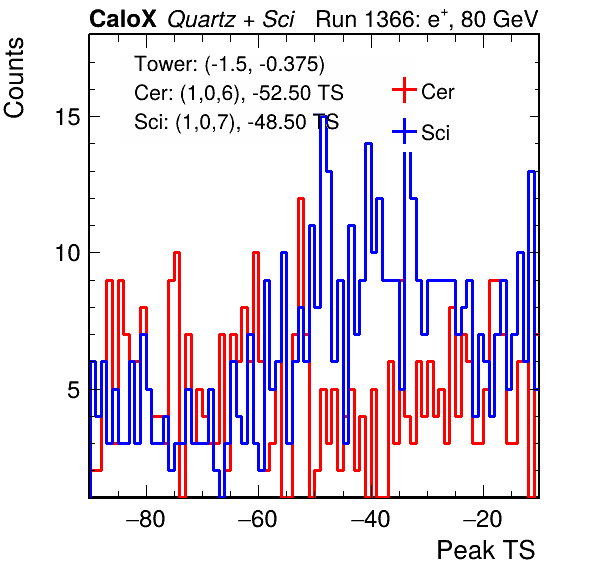 CaloX Quartz + Sci Run 1366: e+, 80 GeV
Counts
Tower: (-1.5, -0.375)
Cer: (1,0,6), -52.50 TS
Sci: (1,0,7), -48.50 TS
Cer
Sci
15
10
5
−80 −60 −40 −20
Peak TS